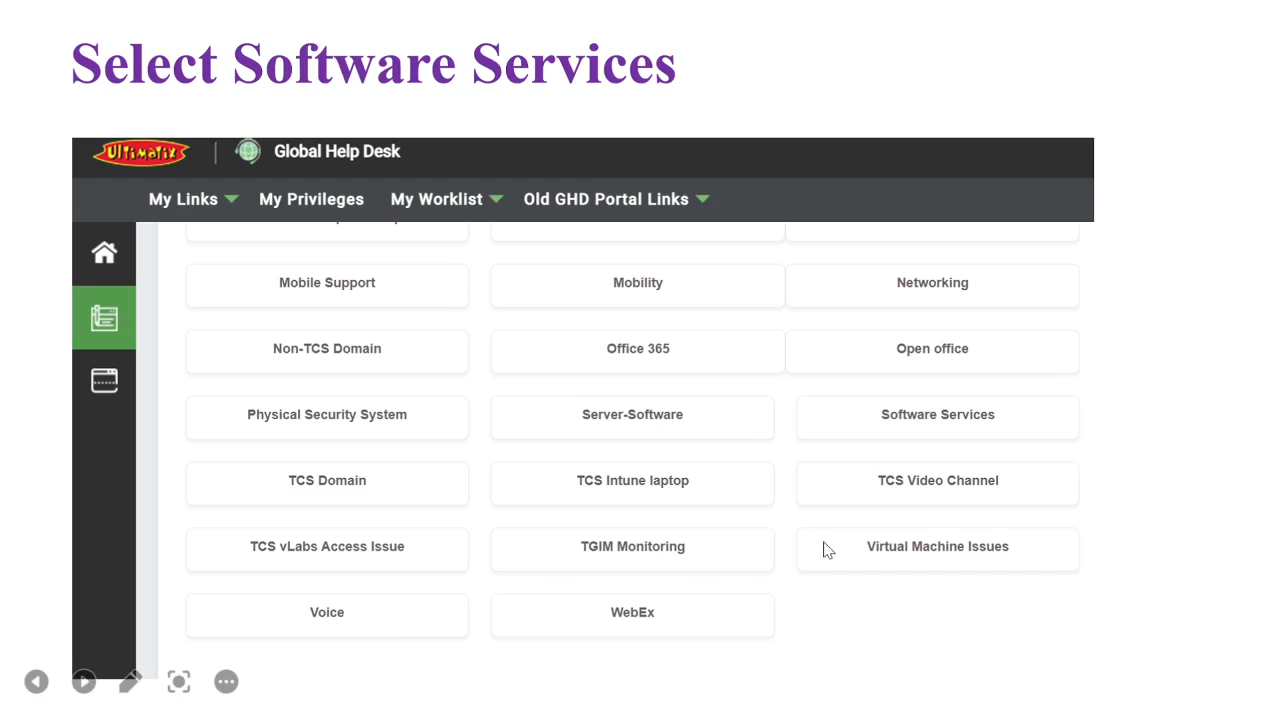 Select Software Services
Ultimatix | Global Help Desk
My Links My Privileges My Worklist Old GHD Portal Links
Mobile Support Mobility Networking
Non-TCS Domain Office 365 Open office
Physical Security System Server-Software Software Services
TCS Domain TCS Intune laptop TCS Video Channel
TCS vLabs Access Issue TGIM Monitoring Virtual Machine Issues
Voice WebEx